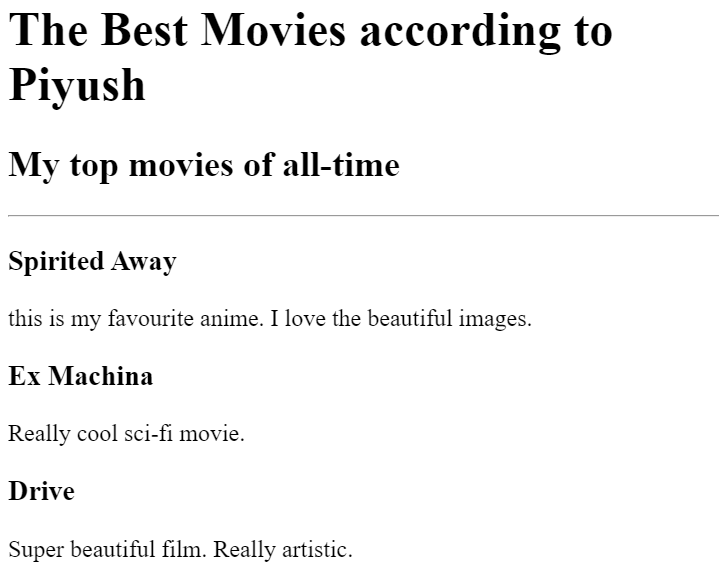 The Best Movies according to
Piyush
My top movies of all-time
Spirited Away
this is my favourite anime. I love the beautiful images.
Ex Machina
Really cool sci-fi movie.
Drive
Super beautiful film. Really artistic.